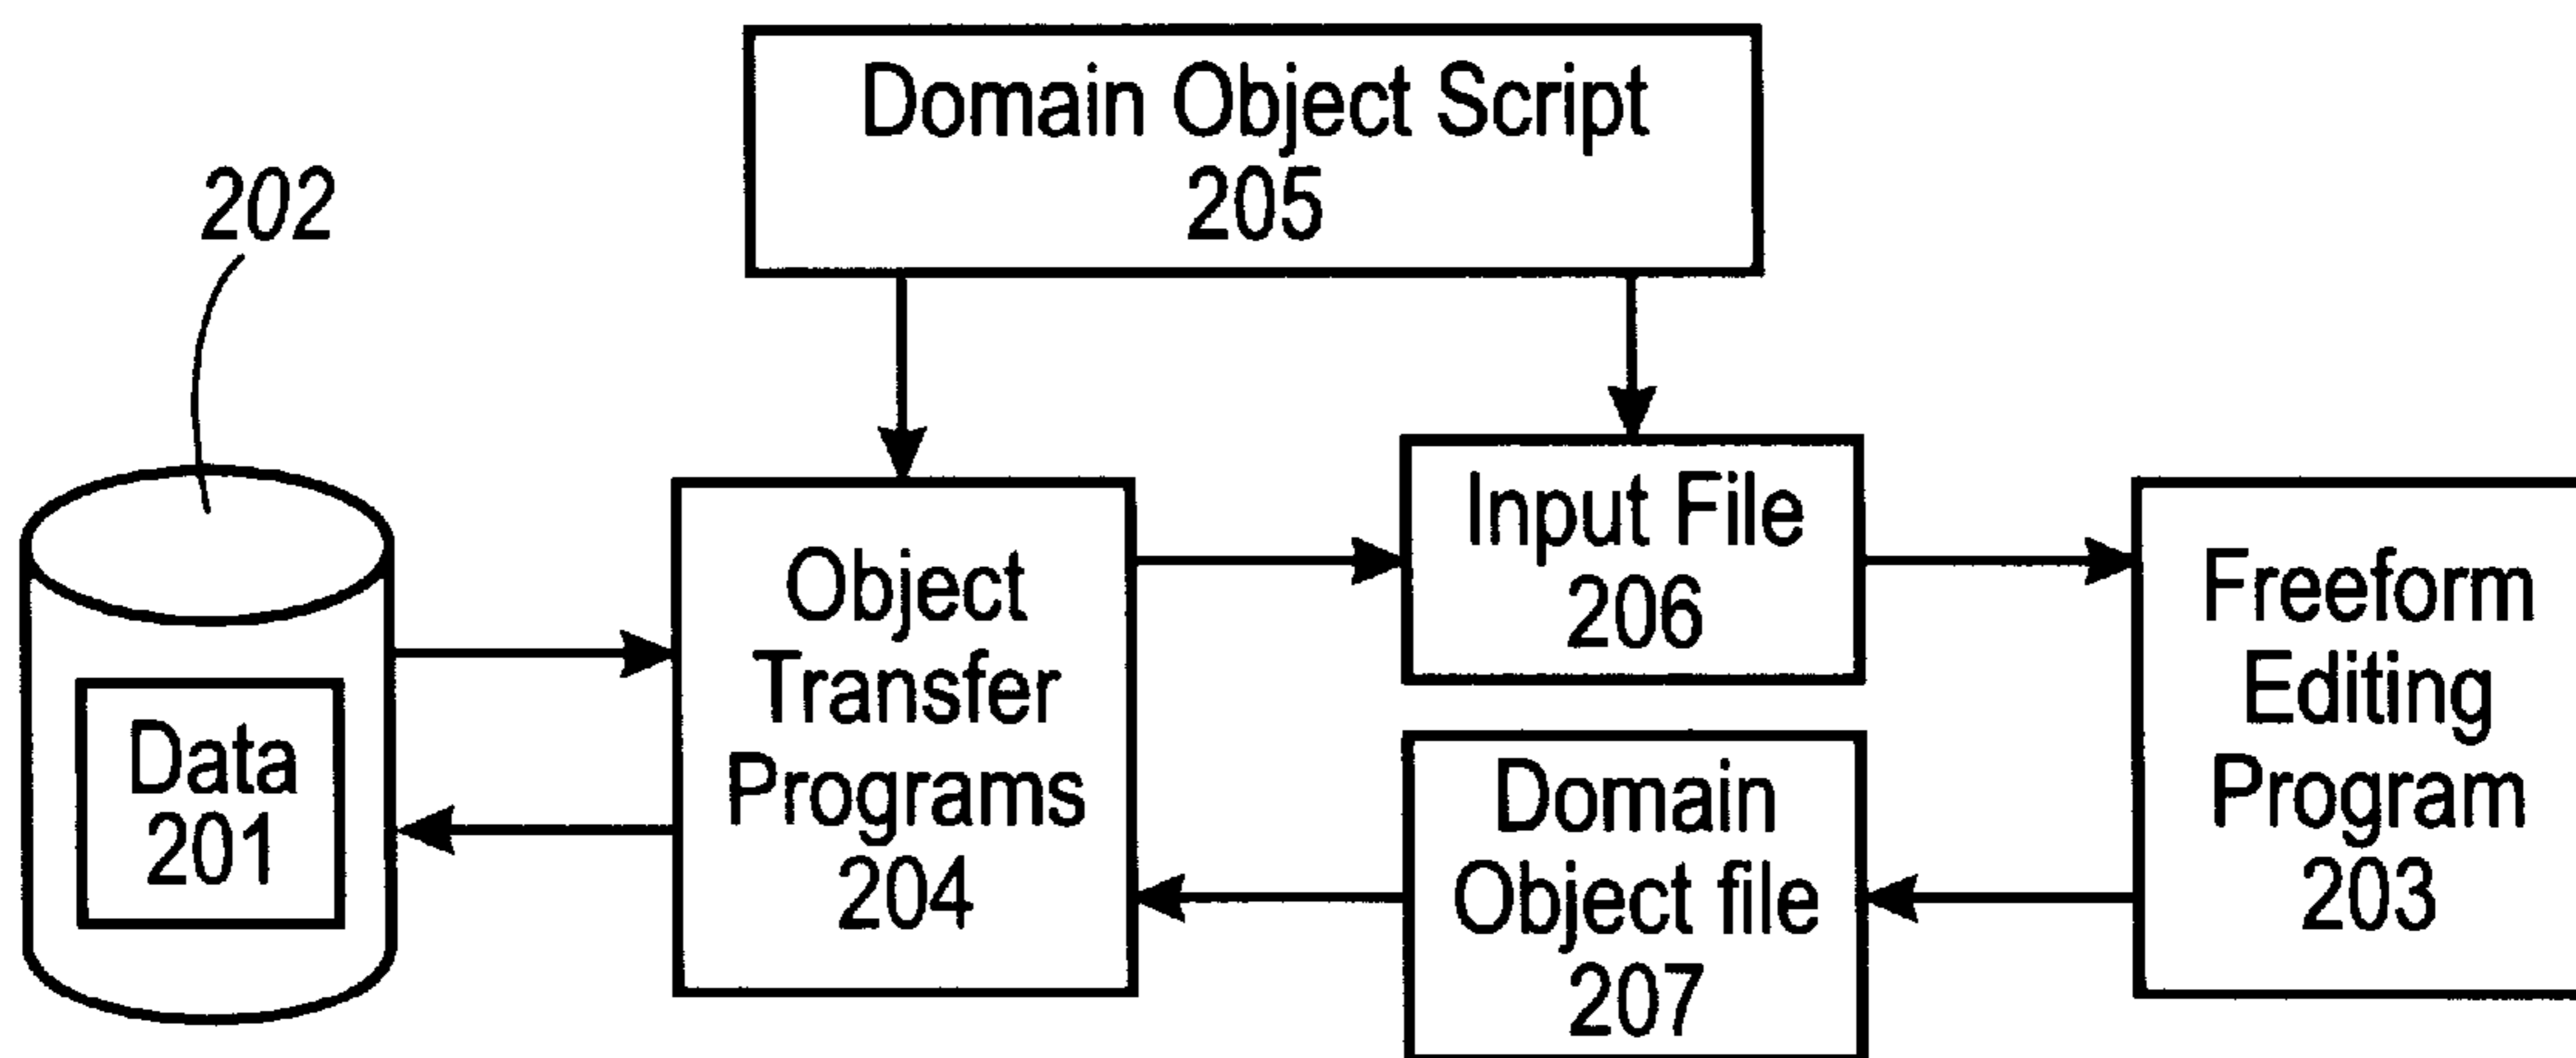 Domain Object Script
205
202
Data
201
Object
Transfer
Programs
204
Input File
206
Domain
Object file
207
Freeform
Editing
Program
203